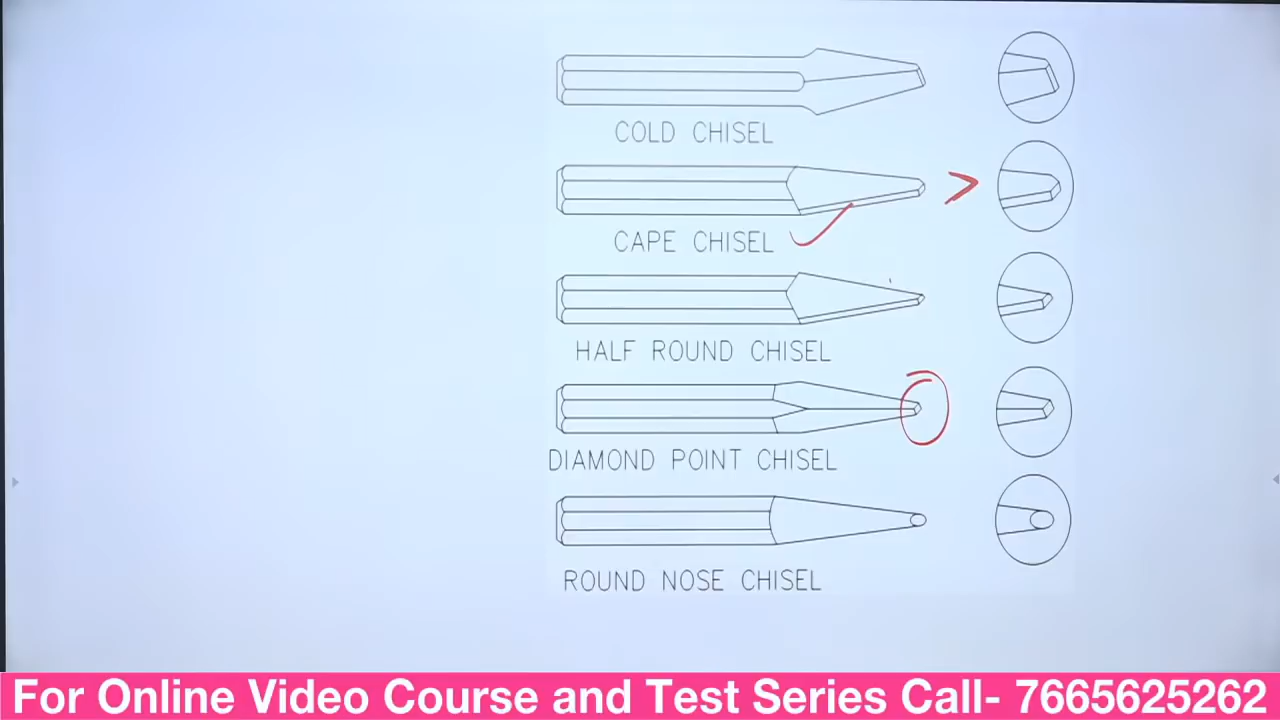 COLD CHISEL
CAPE CHISEL
HALF ROUND CHISEL
DIAMOND POINT CHISEL
ROUND NOSE CHISEL
For Online Video Course and Test Series Call- 7665625262